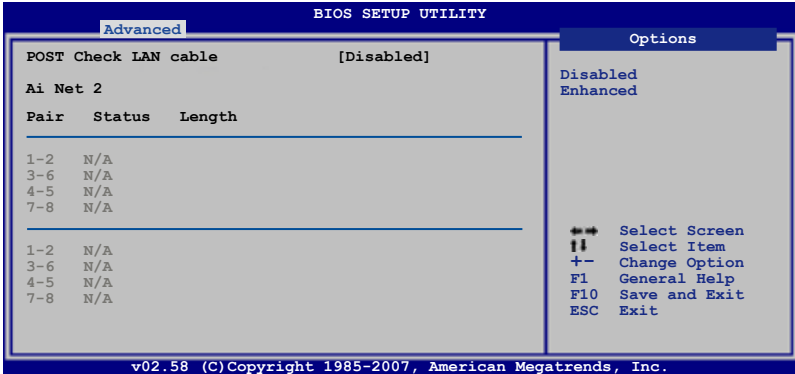 BIOS SETUP UTILITY
Advanced
POST Check LAN cable [Disabled]
Ai Net 2
Pair Status Length
1-2 N/A
3-6 N/A
4-5 N/A
7-8 N/A
1-2 N/A
3-6 N/A
4-5 N/A
7-8 N/A
Options
Disabled
Enhanced
←→ Select Screen
↑↓ Select Item
+- Change Option
F1 General Help
F10 Save and Exit
ESC Exit
v02.58 (C)Copyright 1985-2007, American Megatrends, Inc.